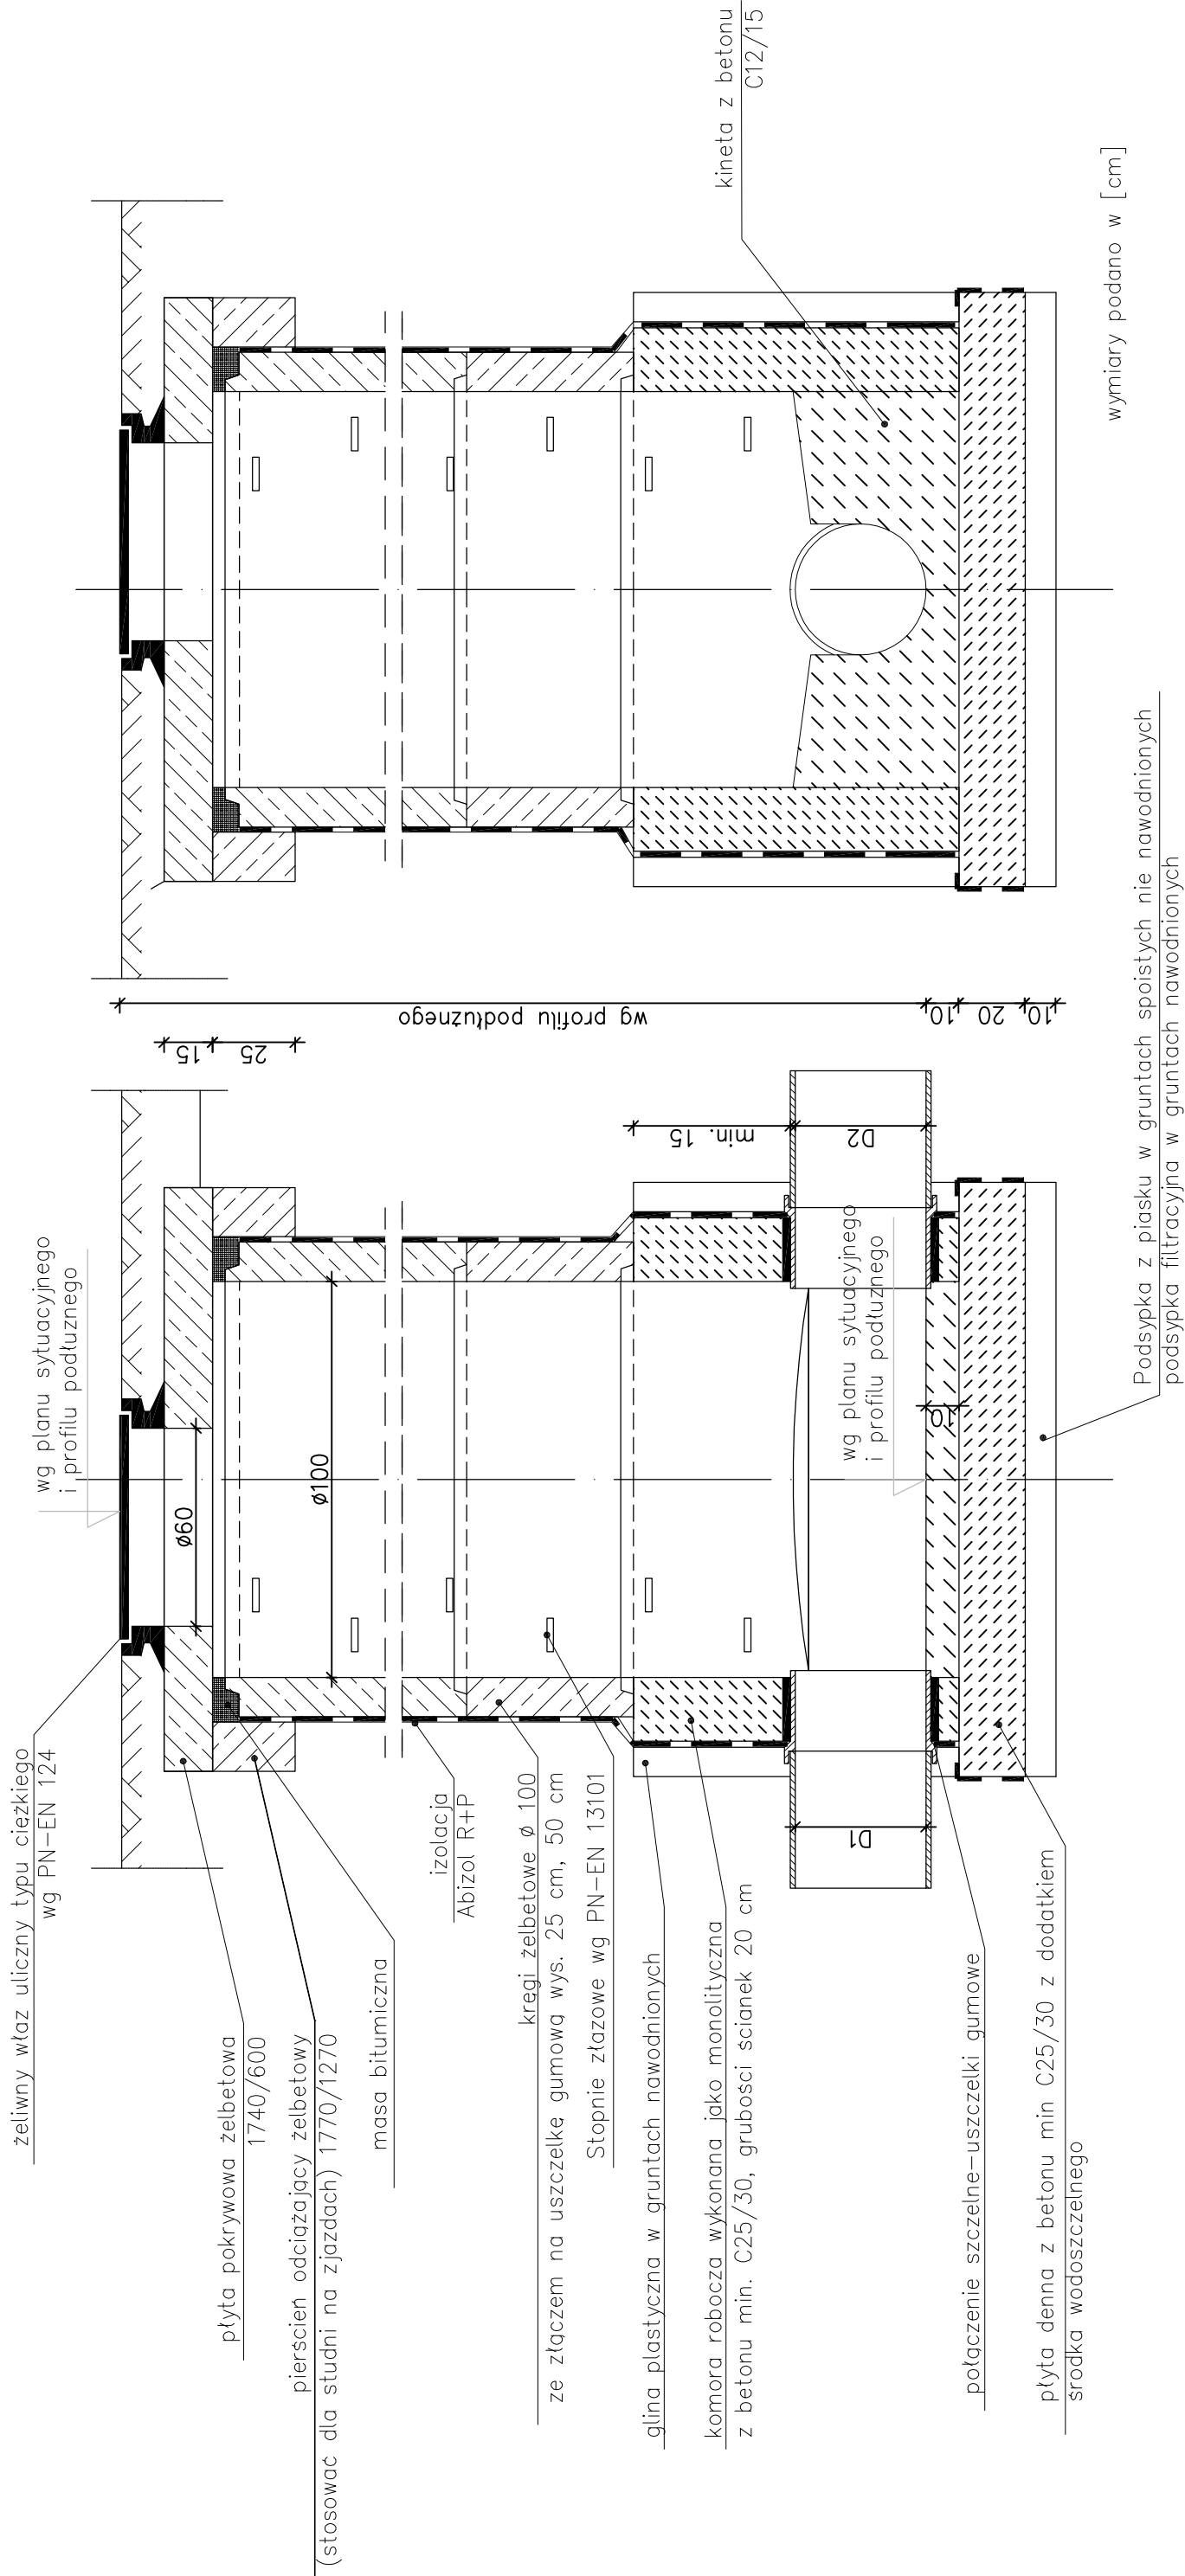 żeliwny właz uliczny typu ciężkiego
wg PN-EN 124
płyta pokrywowa żelbetowa
1740/600
pierścień odciążający żelbetowy
(stosować dla studni na zjazdach) 1770/1270
masa bitumiczna
izolacja
Abizol R+P
kręgi żelbetowe ø 100
ze złączem na uszczelkę gumową wys. 25 cm, 50 cm
Stopnie złazowe wg PN-EN 13101
glina plastyczna w gruntach nawodnionych
komora robocza wykonana jako monolityczna
z betonu min. C25/30, grubości ścianek 20 cm
połączenie szczelne-uszczelki gumowe
płyta denna z betonu min C25/30 z dodatkiem
środka wodoszczelnego
wg planu sytuacyjnego
i profilu podłuznego
ø60
ø100
wg planu sytuacyjnego
i profilu podłuznego
10
D1
D2
min. 15
15
25
wg profilu podłużnego
10
20
10
Podsypka z piasku w gruntach spoistych nie nawodnionych
podsypka filtracyjna w gruntach nawodnionych
kineta z betonu
C12/15
wymiary podano w [cm]